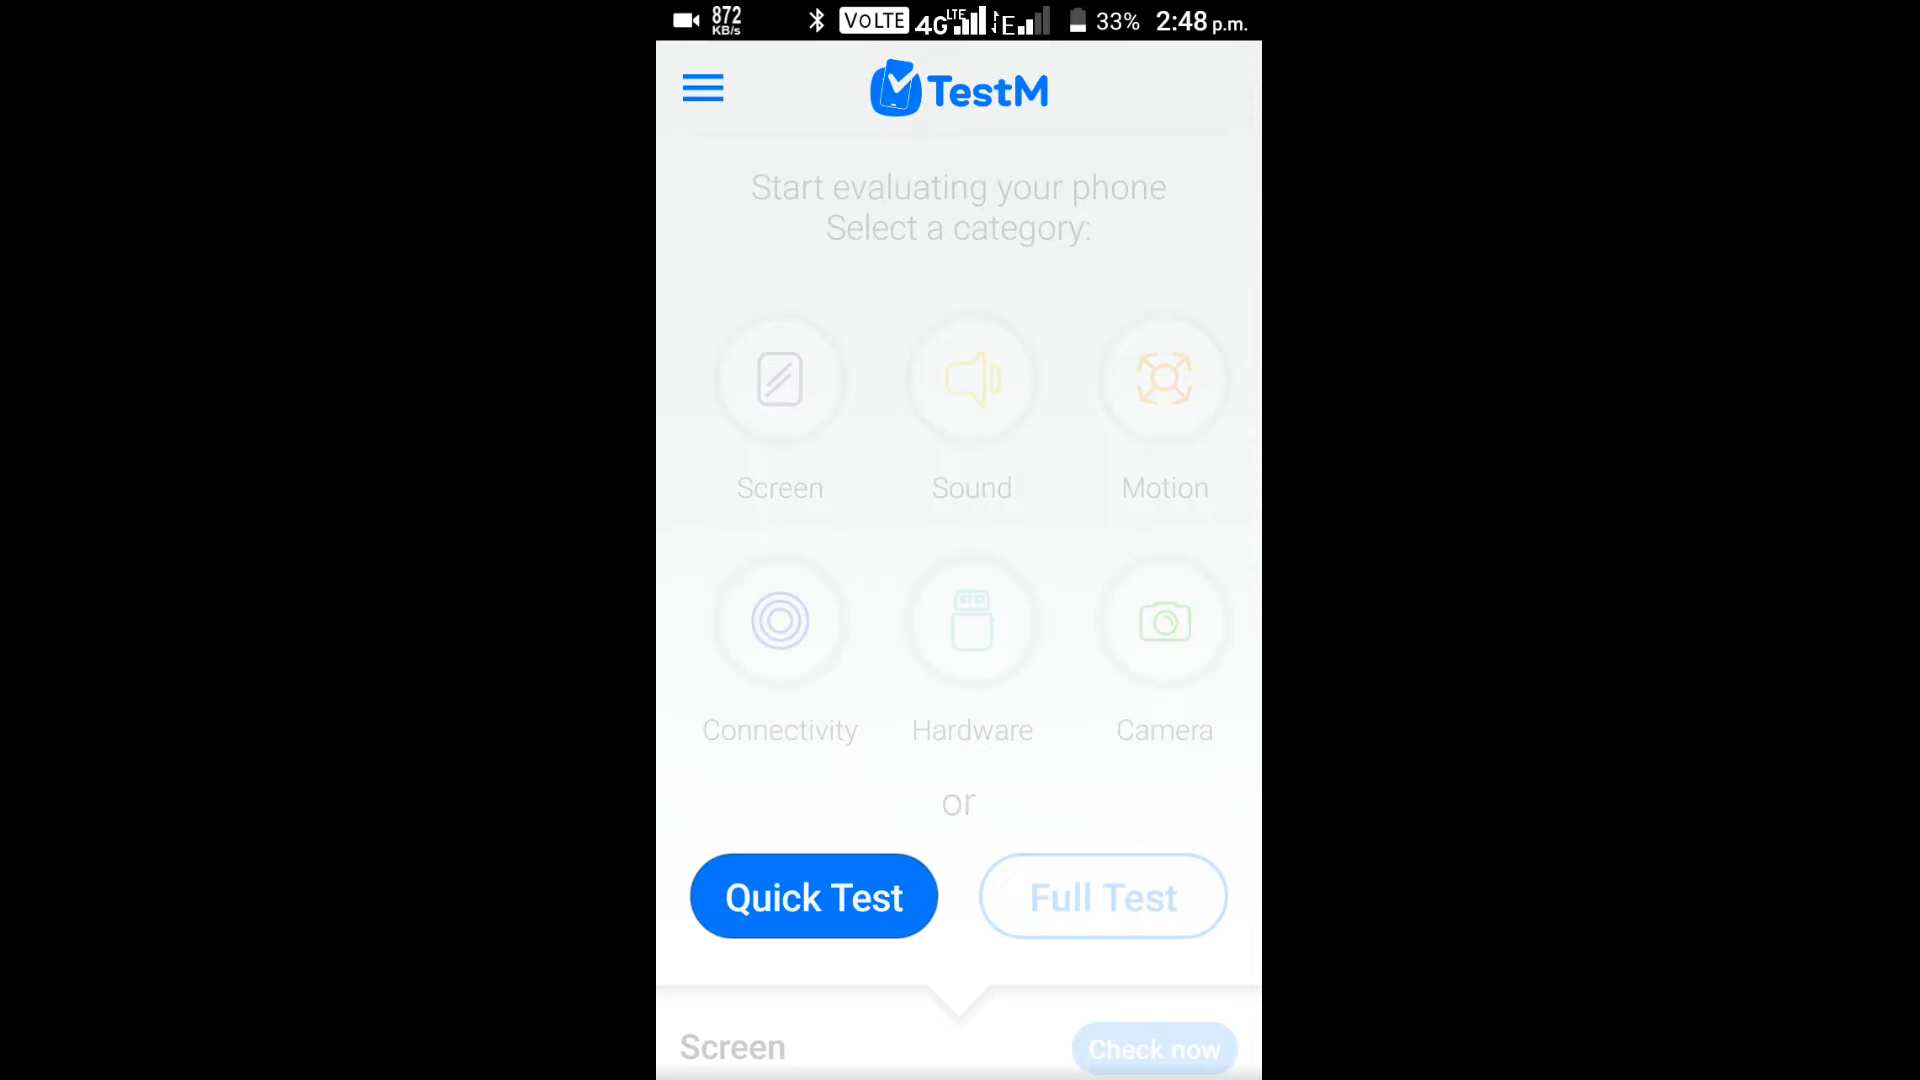 872
KB/s
VoLTE 4G LTE E 33% 2:48 p.m.
TestM
Start evaluating your phone
Select a category:
Screen Sound Motion
Connectivity Hardware Camera
or
Quick Test Full Test
Screen Check now